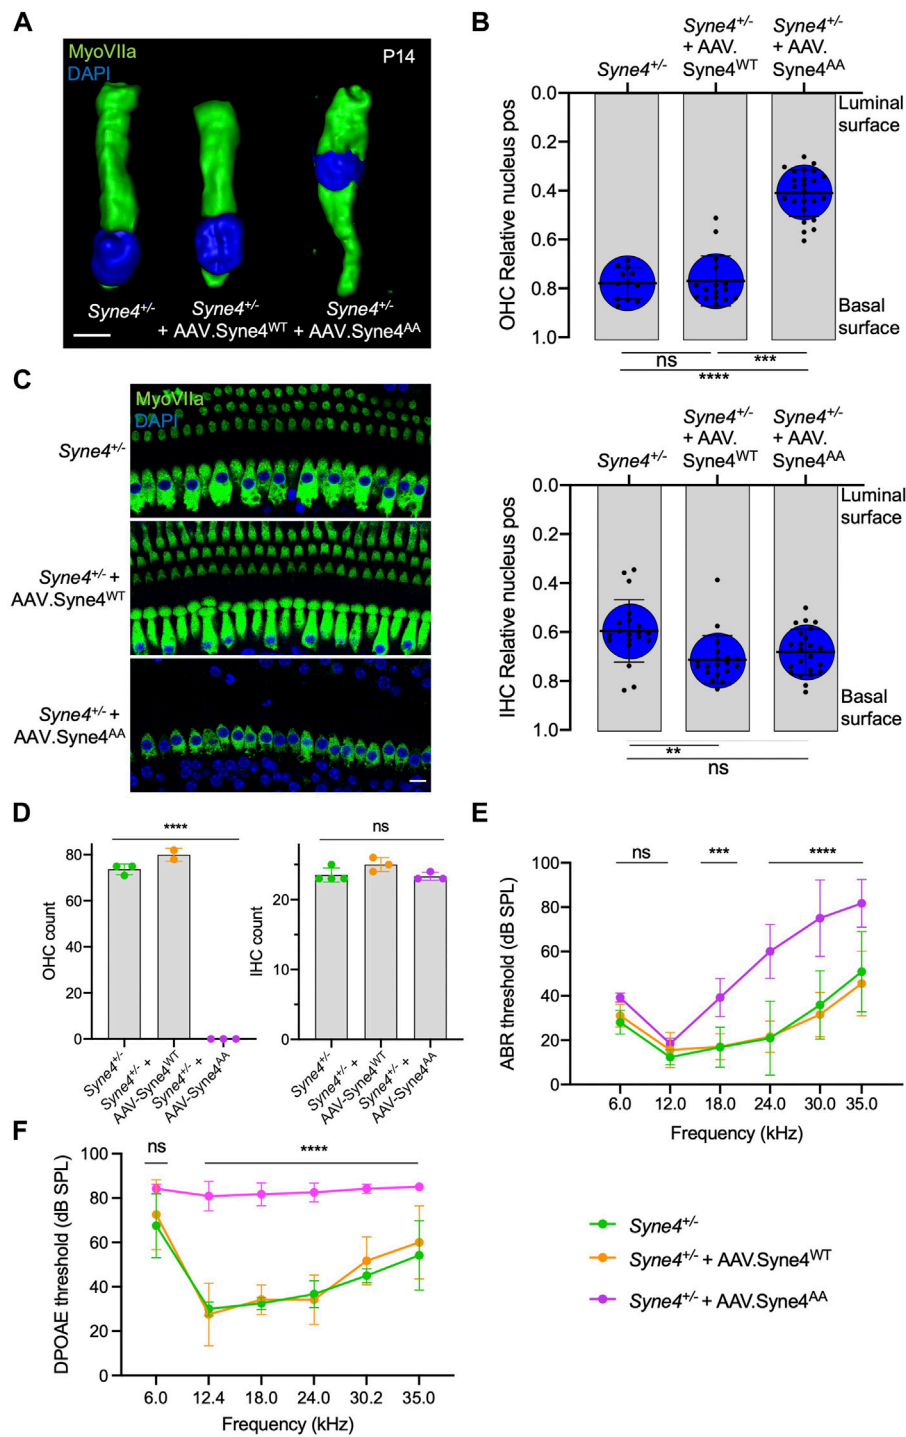 A
MyoVIIa
DAPI
P14
Syne4+/-
Syne4+/-
+ AAV.Syne4WT
Syne4+/-
+ AAV.Syne4AA
B
Syne4+/-
Syne4+/-
+ AAV.
Syne4WT
Syne4+/-
+ AAV.
Syne4AA
OHC Relative nucleus pos
0.0
0.2
0.4
0.6
0.8
1.0
Luminal
surface
Basal
surface
ns
***
****
Syne4+/-
Syne4+/-
+ AAV.
Syne4WT
Syne4+/-
+ AAV.
Syne4AA
IHC Relative nucleus pos
0.0
0.2
0.4
0.6
0.8
1.0
Luminal
surface
Basal
surface
**
ns
C
MyoVIIa
DAPI
Syne4+/-
Syne4+/- +
AAV.Syne4WT
Syne4+/- +
AAV.Syne4AA
D
****
OHC count
80
60
40
20
0
Syne4+/-
Syne4+/- +
AAV-Syne4WT
Syne4+/- +
AAV-Syne4AA
ns
IHC count
20
10
0
Syne4+/-
Syne4+/- +
AAV-Syne4WT
Syne4+/- +
AAV-Syne4AA
E
ns
***
****
ABR threshold (dB SPL)
100
80
60
40
20
0
6.0
12.0
18.0
24.0
30.0
35.0
Frequency (kHz)
F
ns
****
DPOAE threshold (dB SPL)
100
80
60
40
20
0
6.0
12.4
18.0
24.0
30.2
35.0
Frequency (kHz)
Syne4+/-
Syne4+/- + AAV.Syne4WT
Syne4+/- + AAV.Syne4AA